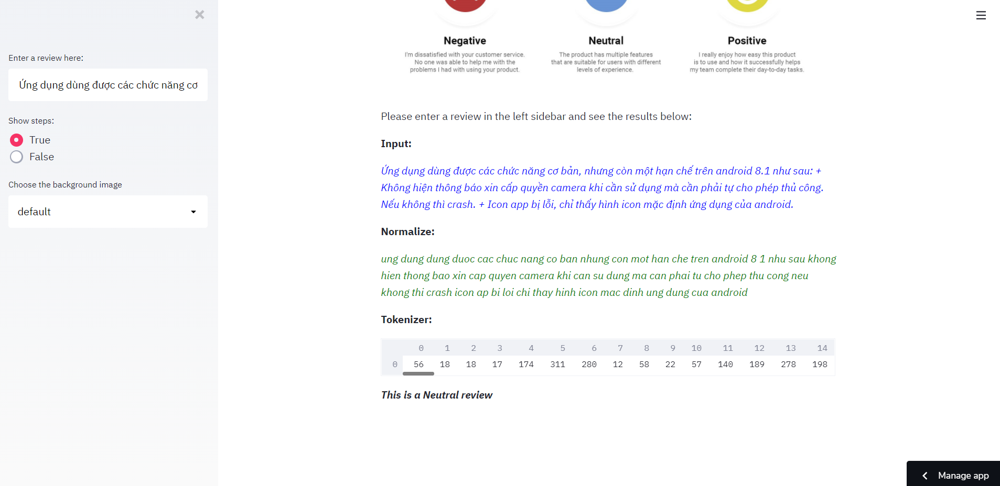 Enter a review here:
Ứng dụng dùng được các chức năng cơ
Show steps:
True
False
Choose the background image
default
Negative
I'm dissatisfied with your customer service.
No one was able to help me with the
problems I had with using your product.
Neutral
The product has multiple features
that are suitable for users with different
levels of experience.
Positive
I really enjoy how easy this product
is to use and how it successfully helps
my team complete their day-to-day tasks.
Please enter a review in the left sidebar and see the results below:
Input:
Ứng dụng dùng được các chức năng cơ bản, nhưng còn một hạn chế trên android 8.1 như sau: +
Không hiện thông báo xin cấp quyền camera khi cần sử dụng mà cần phải tự cho phép thủ công.
Nếu không thì crash. + Icon app bị lỗi, chỉ thấy hình icon mặc định ứng dụng của android.
Normalize:
ung dung dung duoc cac chuc nang co ban nhung con mot han che tren android 8 1 nhu sau khong
hien thong bao xin cap quyen camera khi can su dung ma can phai tu cho phep thu cong neu
khong thi crash icon ap bi loi chi thay hinh icon mac dinh ung dung cua android
Tokenizer:
0 1 2 3 4 5 6 7 8 9 10 11 12 13 14
0 56 18 18 17 174 311 280 12 58 22 57 140 189 278 198
This is a Neutral review
Manage app